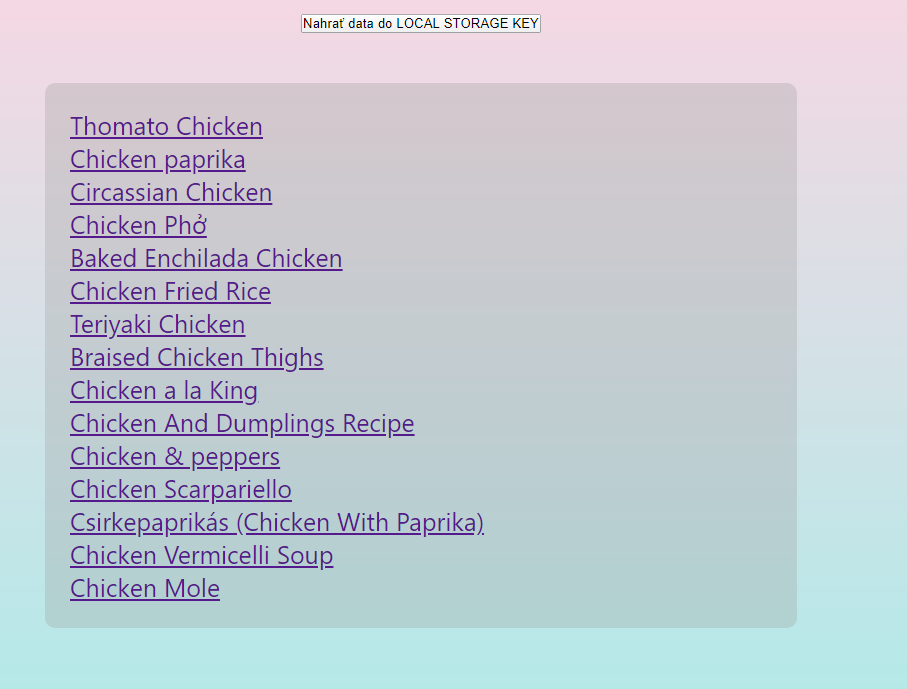 Nahrať data do LOCAL STORAGE KEY
Thomato Chicken
Chicken paprika
Circassian Chicken
Chicken Phở
Baked Enchilada Chicken
Chicken Fried Rice
Teriyaki Chicken
Braised Chicken Thighs
Chicken a la King
Chicken And Dumplings Recipe
Chicken & peppers
Chicken Scarpariello
Csirkepaprikás (Chicken With Paprika)
Chicken Vermicelli Soup
Chicken Mole